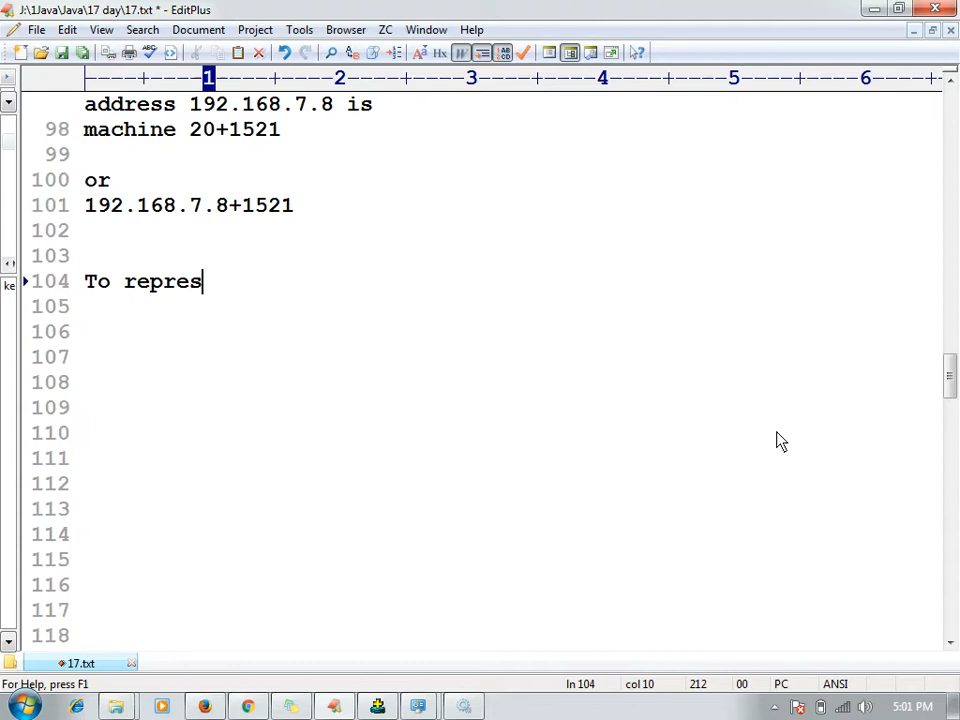 J:\1Java\Java\17 day\17.txt * - EditPlus
File Edit View Search Document Project Tools Browser ZC Window Help
----+----1----+----2----+----3----+----4----+----5----+----6----+
address 192.168.7.8 is
98 machine 20+1521
99
100 or
101 192.168.7.8+1521
102
103
104 To repres
105
106
107
108
109
110
111
112
113
114
115
116
117
118
ke
17.txt
For Help, press F1 ln 104 col 10 212 00 PC ANSI
5:01 PM